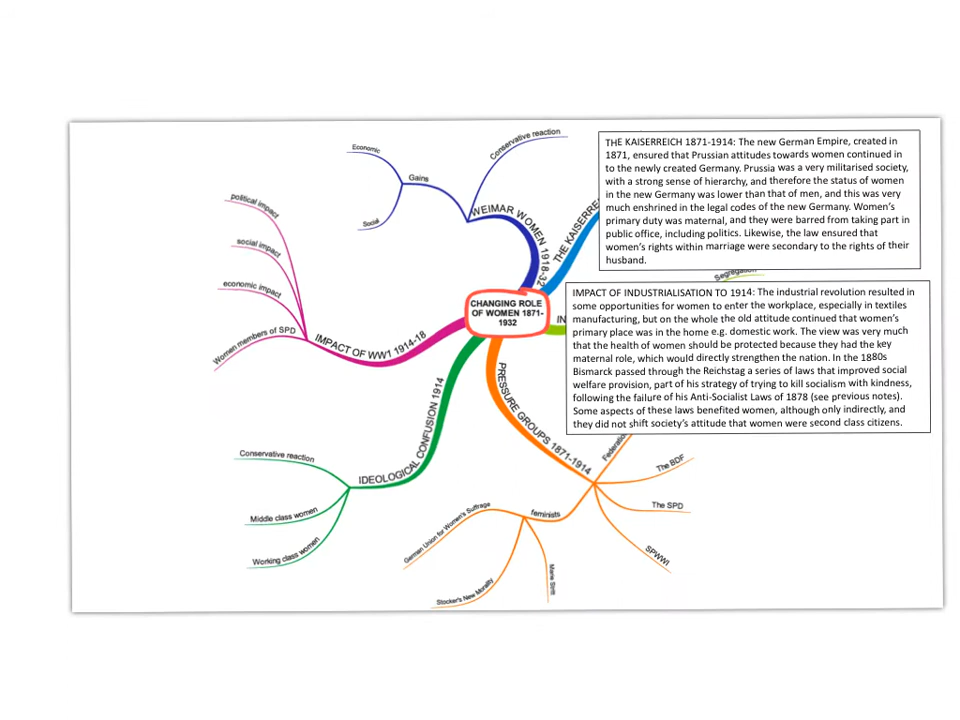 Conservative reaction
Economic
Gains
Social
WEIMAR WOMEN 1918-32
THE KAISERRE
THE KAISERREICH 1871-1914: The new German Empire, created in
1871, ensured that Prussian attitudes towards women continued in
to the newly created Germany. Prussia was a very militarised society,
with a strong sense of hierarchy, and therefore the status of women
in the new Germany was lower than that of men, and this was very
much enshrined in the legal codes of the new Germany. Women's
primary duty was maternal, and they were barred from taking part in
public office, including politics. Likewise, the law ensured that
women's rights within marriage were secondary to the rights of their
husband.
Segregation
political impact
social impact
economic impact
Women members of SPD
IMPACT OF WW1 1914-18
CHANGING ROLE
OF WOMEN 1871-
1932
IN
IMPACT OF INDUSTRIALISATION TO 1914: The industrial revolution resulted in
some opportunities for women to enter the workplace, especially in textiles
manufacturing, but on the whole the old attitude continued that women's
primary place was in the home e.g. domestic work. The view was very much
that the health of women should be protected because they had the key
maternal role, which would directly strengthen the nation. In the 1880s
Bismarck passed through the Reichstag a series of laws that improved social
welfare provision, part of his strategy of trying to kill socialism with kindness,
following the failure of his Anti-Socialist Laws of 1878 (see previous notes).
Some aspects of these laws benefited women, although only indirectly, and
they did not shift society's attitude that women were second class citizens.
IDEOLOGICAL CONFUSION 1914
Conservative reaction
Middle class women
Working class women
PRESSURE GROUPS 1871-1914
Federatio
The BDF
The SPD
SPWWI
feminists
German Union for Women's Suffrage
Stocker's New Morality
Marie Stritt